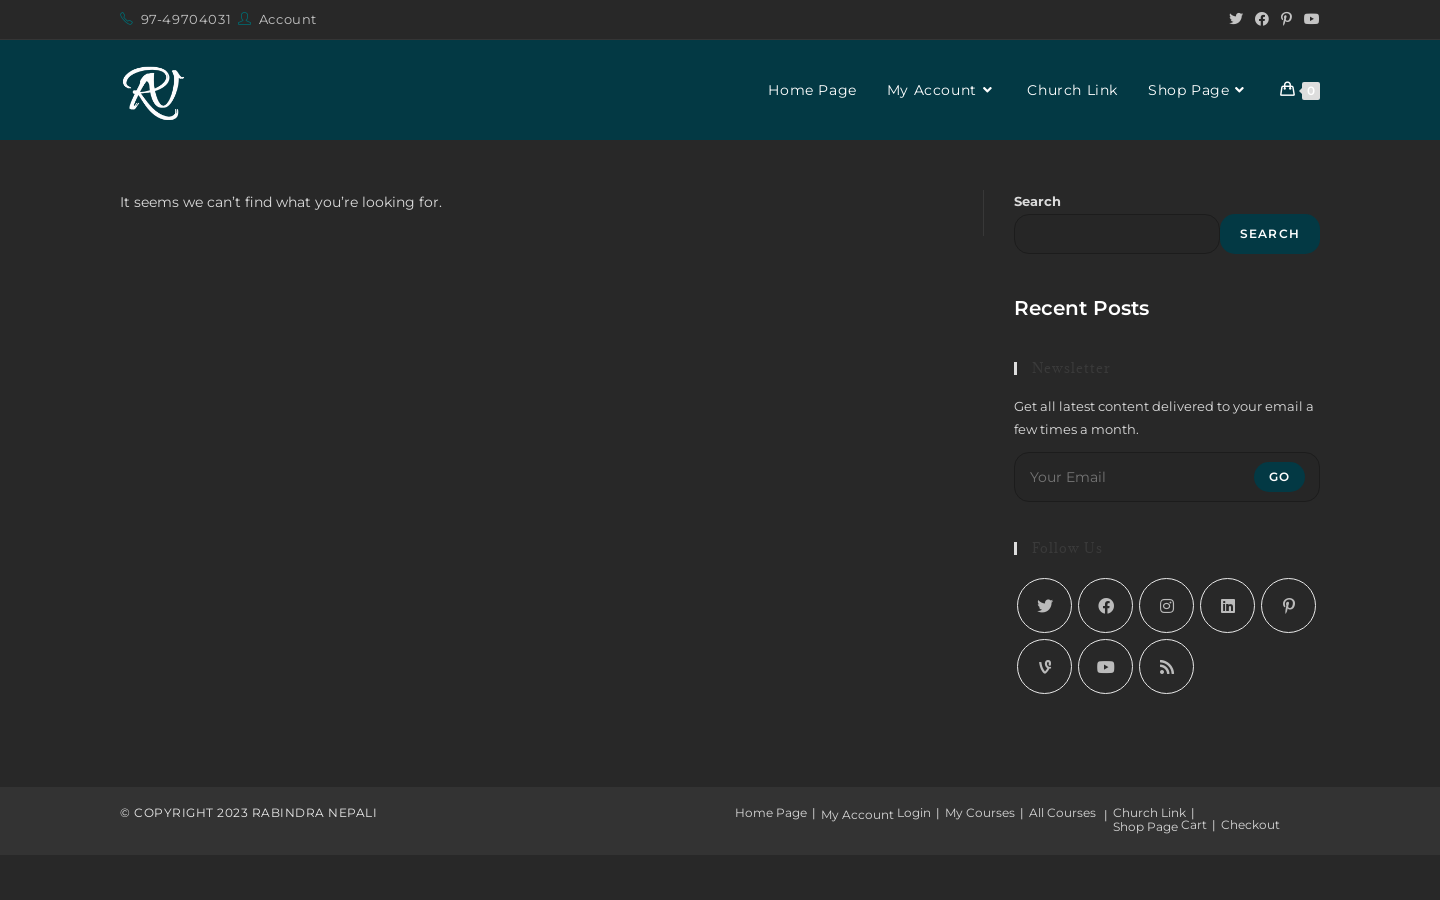 97-49704031 Account
RN
Home Page My Account Church Link Shop Page 0
It seems we can’t find what you’re looking for.
Search
SEARCH
Recent Posts
Newsletter
Get all latest content delivered to your email a
few times a month.
Your Email GO
Follow Us
© COPYRIGHT 2023 RABINDRA NEPALI
Home Page | My Account Login | My Courses | All Courses | Church Link |
Shop Page Cart | Checkout